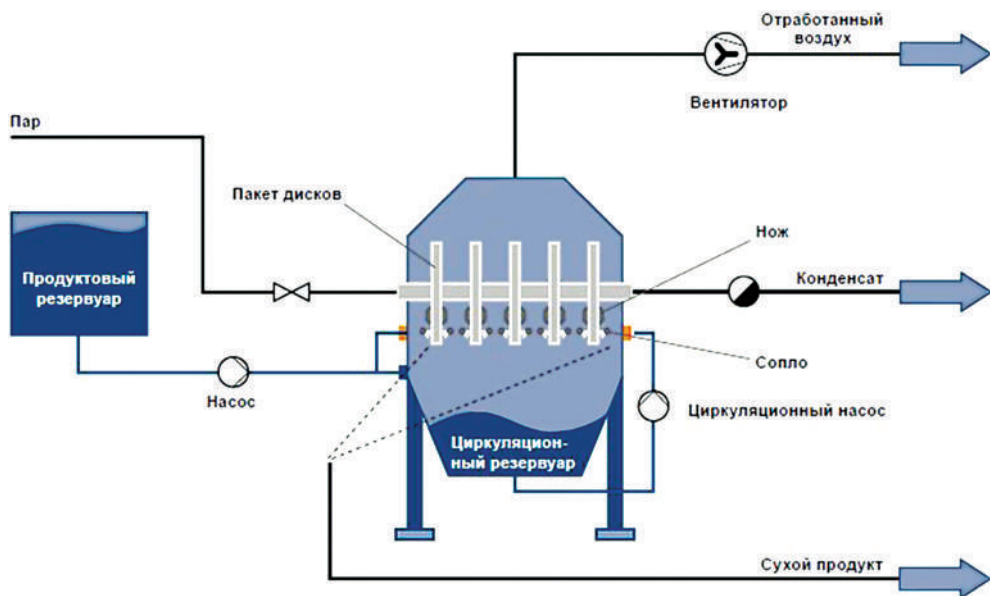 Отработанный
воздух
Вентилятор
Пар
Пакет дисков
Нож
Продуктовый
резервуар
Конденсат
Сопло
Насос
Циркуляционный насос
Циркуляцион-
ный резервуар
Сухой продукт